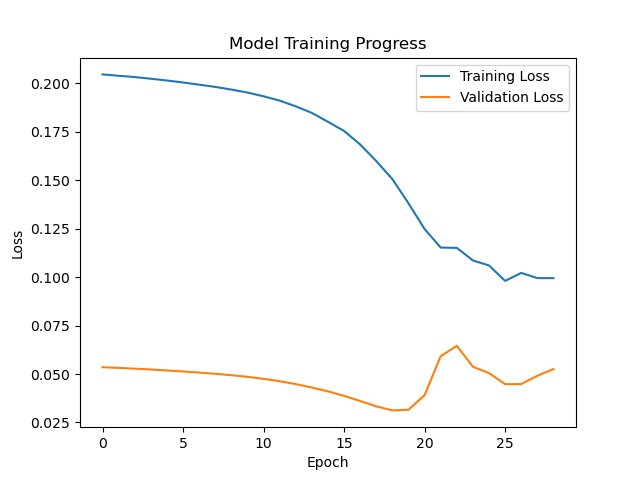 Model Training Progress
Training Loss
Validation Loss
0.200
0.175
0.150
0.125
0.100
0.075
0.050
0.025
Loss
0 5 10 15 20 25
Epoch